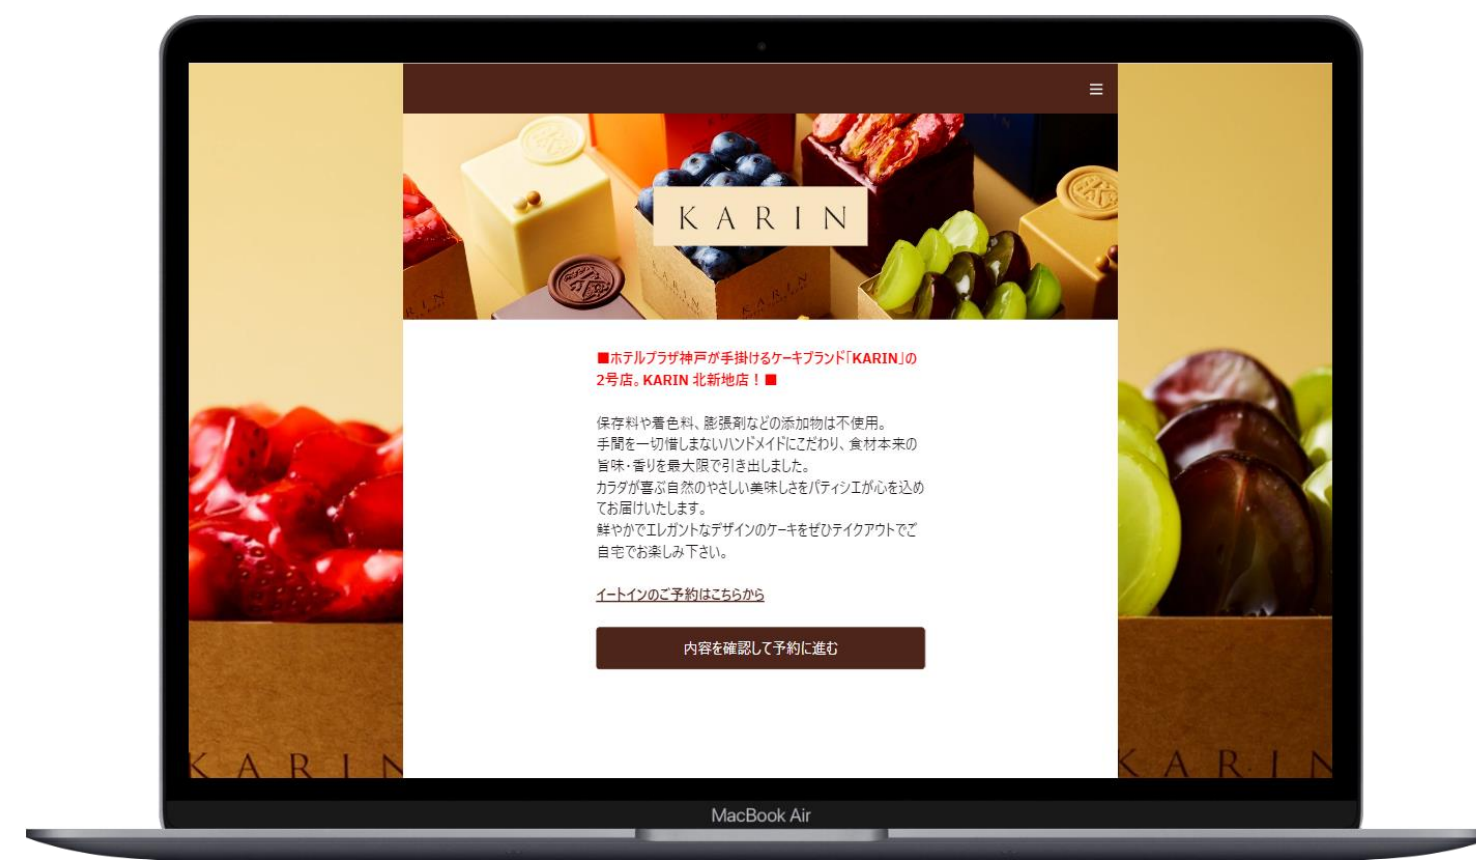 KARIN
KARIN
KARIN
■ホテルプラザ神戸が手掛けるケーキブランド「KARIN」の
2号店。KARIN 北新地店！■
保存料や着色料、膨張剤などの添加物は不使用。
手間を一切惜しまないハンドメイドにこだわり、食材本来の
旨味・香りを最大限で引き出しました。
カラダが喜ぶ自然のやさしい美味しさをパティシエが心を込め
てお届けいたします。
鮮やかでエレガントなデザインのケーキをぜひテイクアウトでご
自宅でお楽しみ下さい。
イートインのご予約はこちらから
内容を確認して予約に進む
KARIN
KARIN
MacBook Air